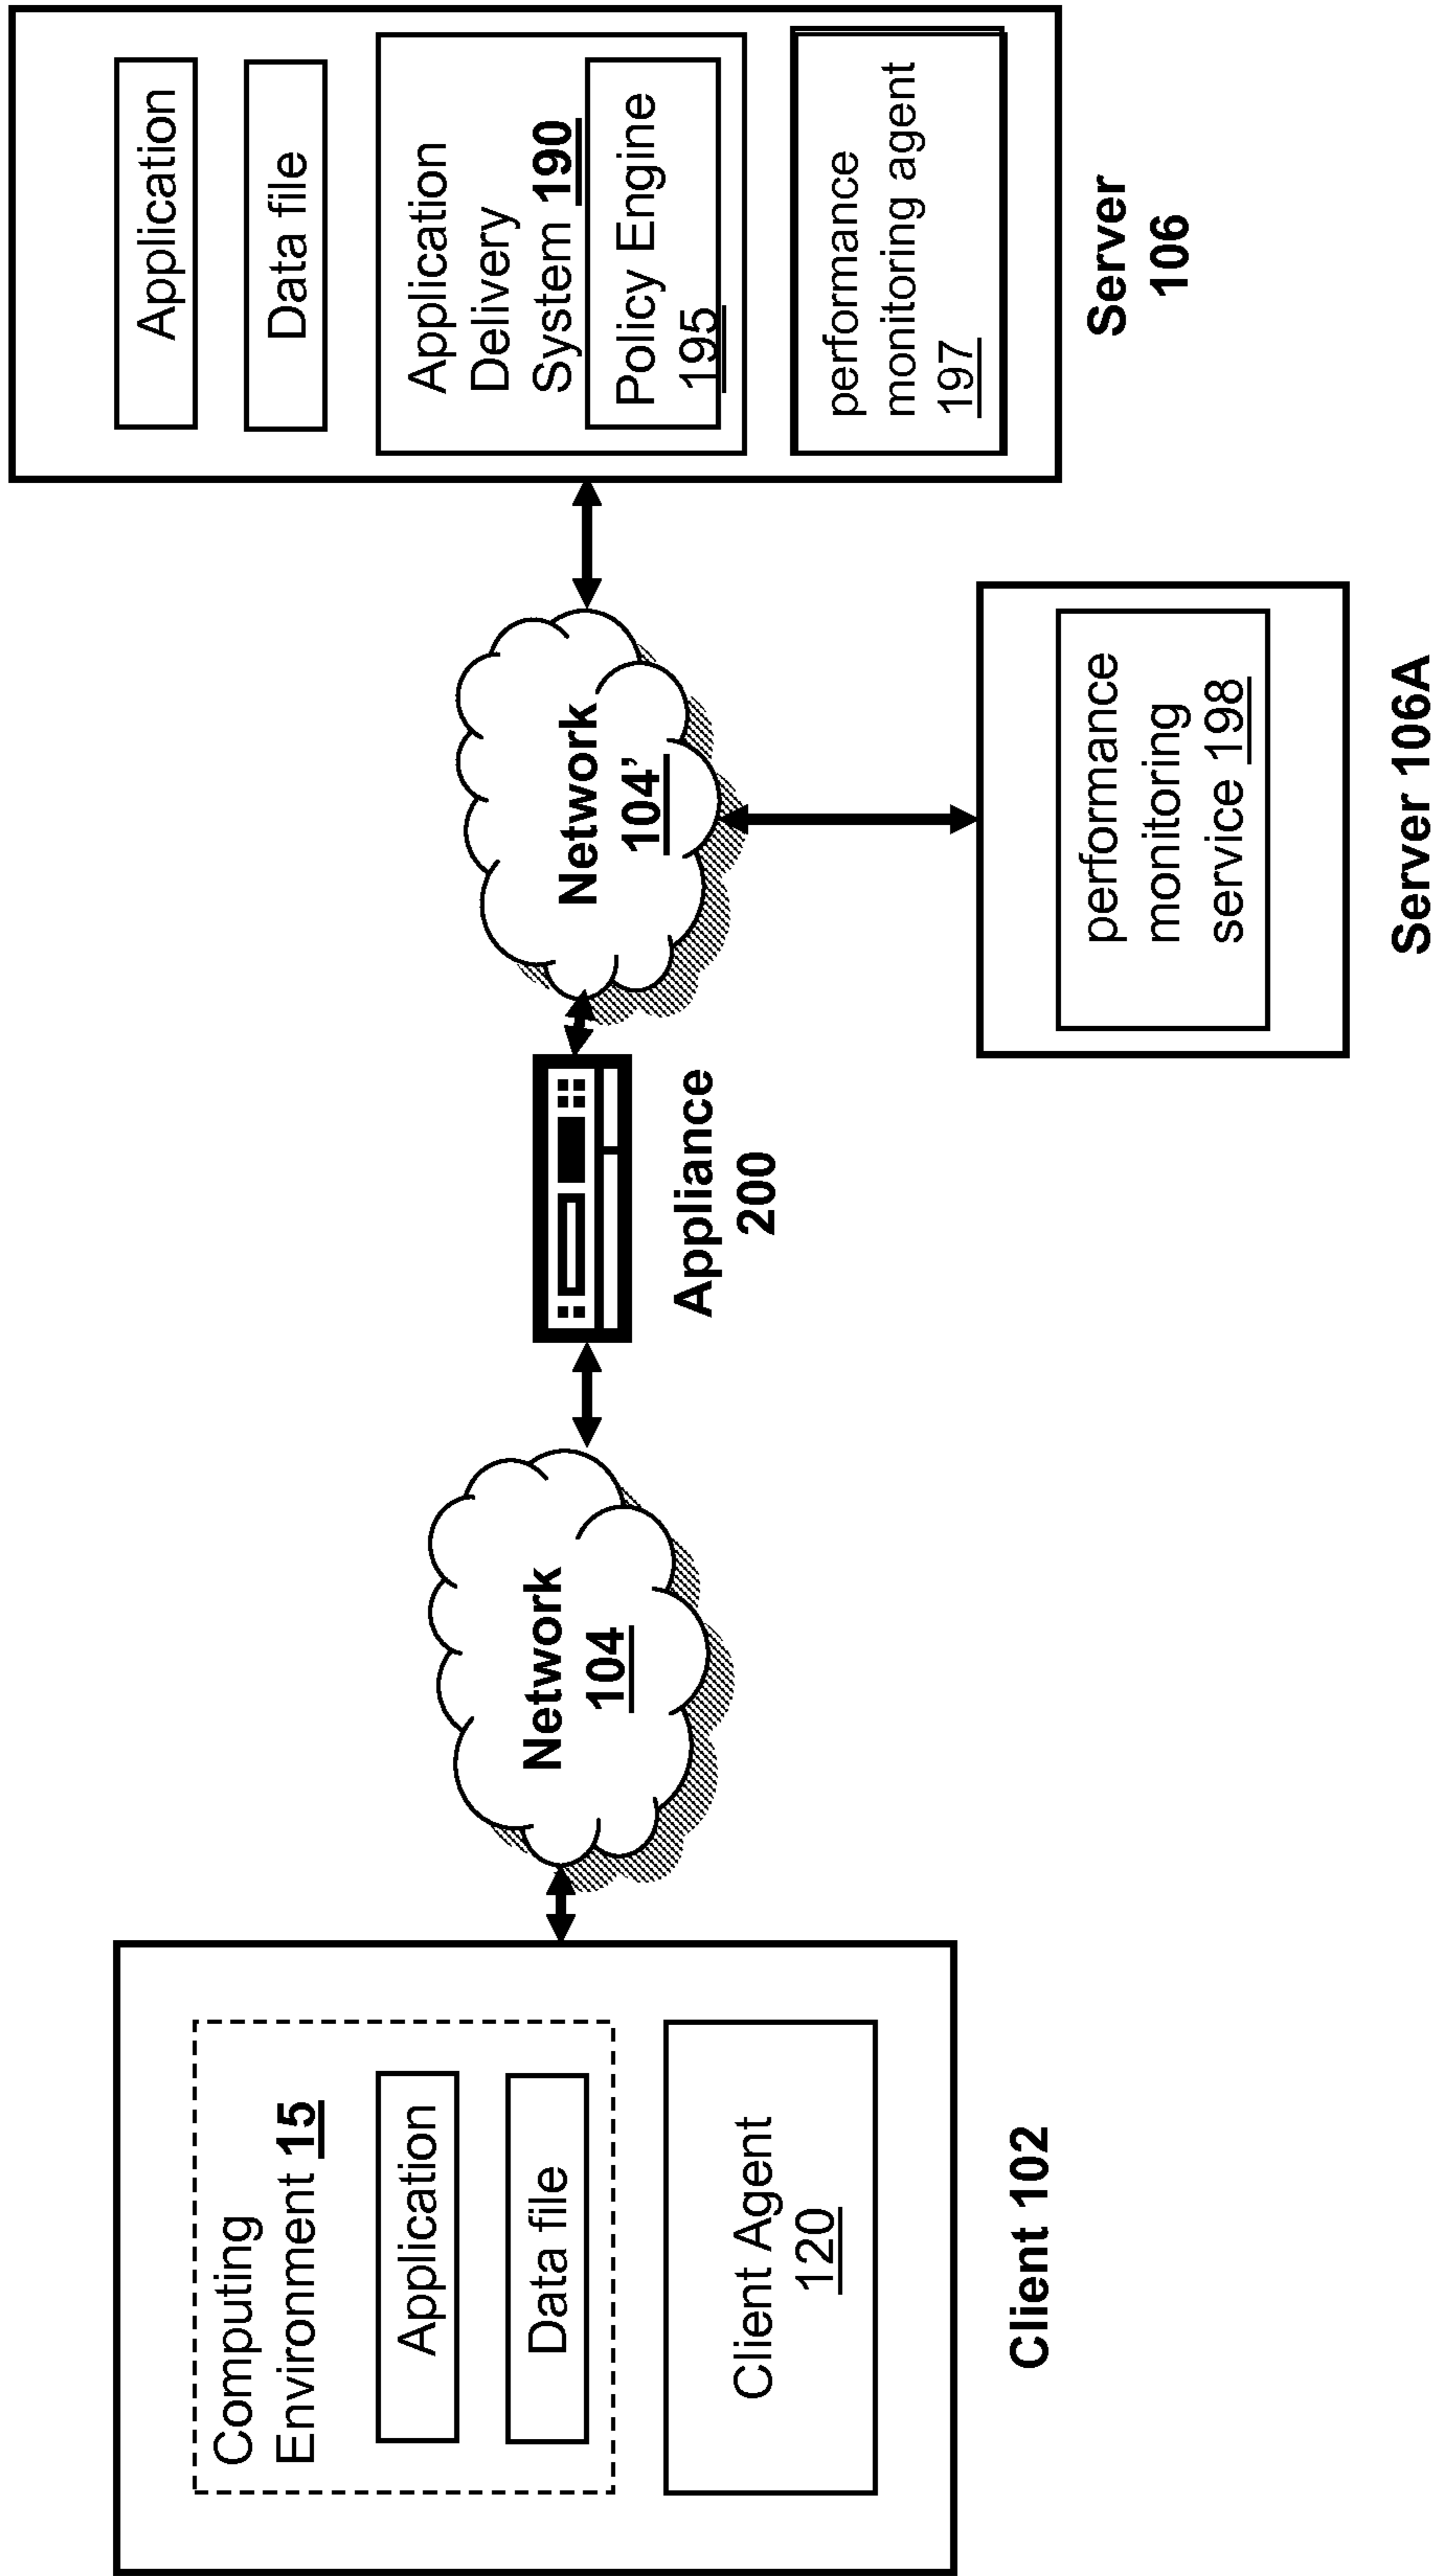 Computing
Environment 15
Application
Data file
Client Agent
120
Client 102
Network
104
Appliance
200
Network
104’
performance
monitoring
service 198
Server 106A
Application
Data file
Application
Delivery
System 190
Policy Engine
195
performance
monitoring agent
197
Server
106